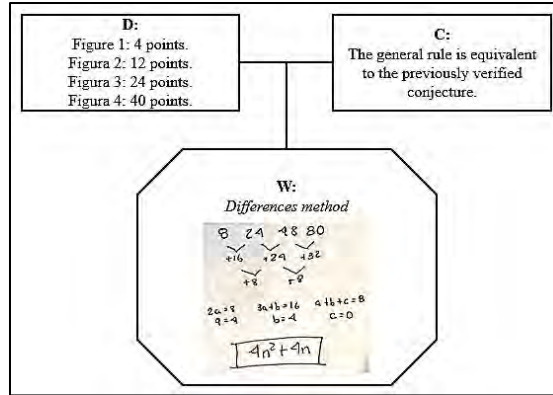 D:
Figure 1: 4 points.
Figura 2: 12 points.
Figura 3: 24 points.
Figura 4: 40 points.
C:
The general rule is equivalent
to the previously verified
conjecture.
W:
Differences method
8 24 48 80
+16 +24 +32
+8 +8
2a=8 3a+b=16 a+b+c=8
a=4 b=4 c=0
4n²+4n